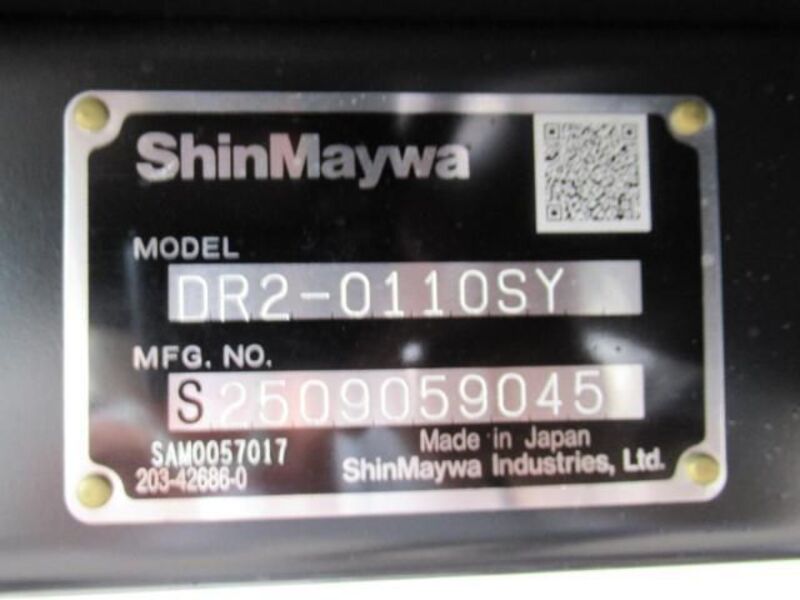 ShinMaywa
MODEL
DR2-0110SY
MFG. NO.
S2509059045
SAM0057017
203-42686-0
Made in Japan
ShinMaywa Industries, Ltd.